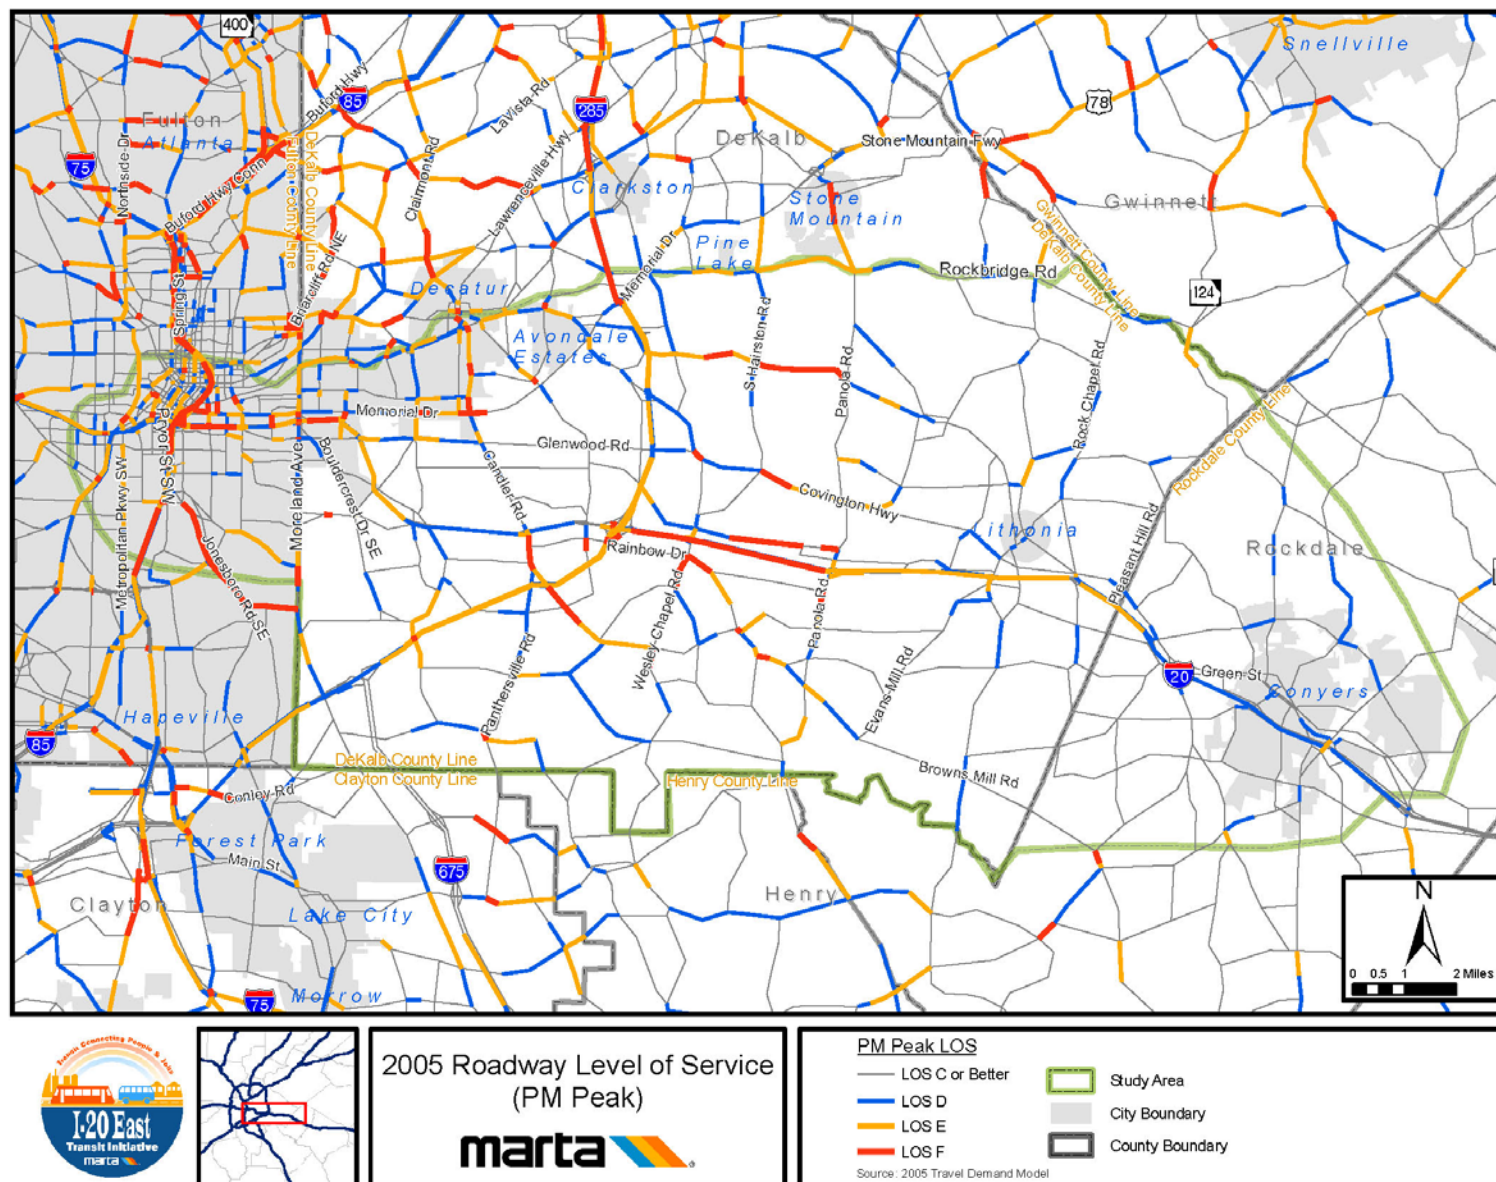 400
Snellville
Buford Hwy
85
LaVista Rd
285
78
Fulton
Atlanta
DeKalb
Stone Mountain Fwy
Northside Dr
75
DeKalb County Line
Fulton County Line
Clairmont Rd
Lawrenceville Hwy
Clarkston
Stone
Mountain
Gwinnett
Buford Hwy Conn
Gwinnett County Line
DeKalb County Line
Pine
Lake
Memorial Dr
Briarcliff Rd NE
Rockbridge Rd
Decatur
124
Spring St
Avondale
Estates
S Hairston Rd
Panola Rd
Rock Chapel Rd
Memorial Dr
Rockdale County Line
Glenwood Rd
Pryor St SW
Metropolitan Pkwy SW
Moreland Ave
Bouldercrest Dr SE
Candler Rd
Covington Hwy
Lithonia
Rockdale
Jonesboro Rd SE
Rainbow Dr
Pleasant Hill Rd
Wesley Chapel Rd
Panola Rd
Panthersville Rd
Evans Mill Rd
20
Green St
Conyers
Hapeville
85
DeKalb County Line
Clayton County Line
Henry County Line
Browns Mill Rd
Conley Rd
Forest Park
Main St
675
Clayton
Lake City
Henry
Morrow
75
N
0 0.5 1 2 Miles
Transit Connecting People & Jobs
I-20 East
Transit Initiative
marta
2005 Roadway Level of Service
(PM Peak)
marta
PM Peak LOS
LOS C or Better
LOS D
LOS E
LOS F
Study Area
City Boundary
County Boundary
Source: 2005 Travel Demand Model